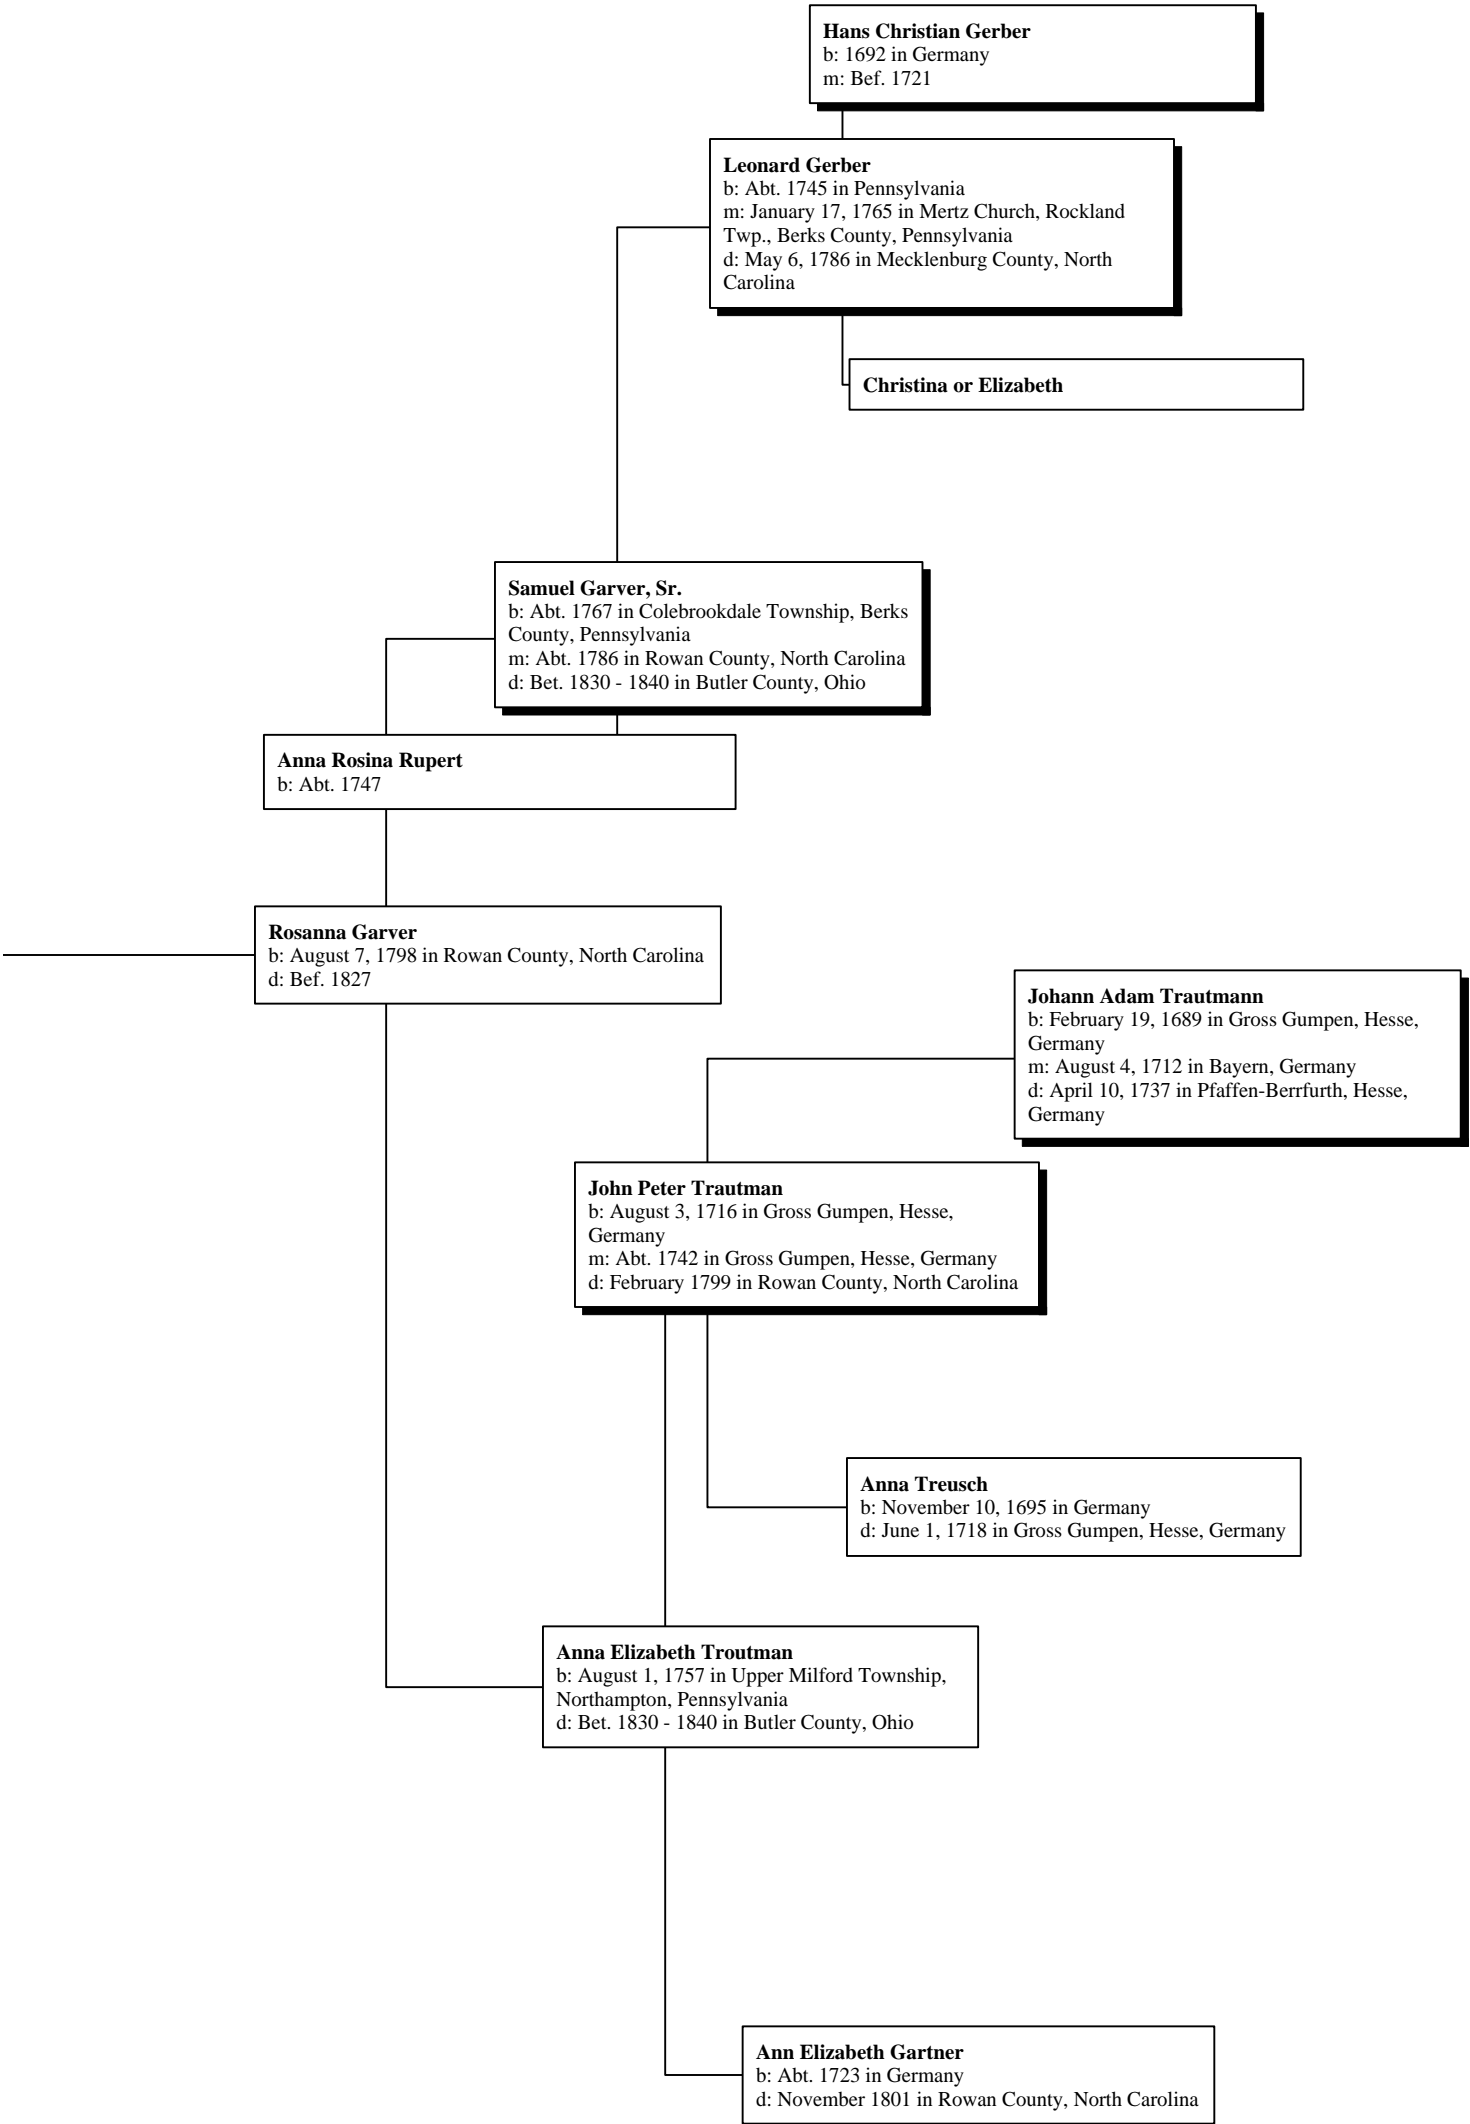 Hans Christian Gerber
b: 1692 in Germany
m: Bef. 1721
Leonard Gerber
b: Abt. 1745 in Pennsylvania
m: January 17, 1765 in Mertz Church, Rockland
Twp., Berks County, Pennsylvania
d: May 6, 1786 in Mecklenburg County, North
Carolina
Christina or Elizabeth
Samuel Garver, Sr.
b: Abt. 1767 in Colebrookdale Township, Berks
County, Pennsylvania
m: Abt. 1786 in Rowan County, North Carolina
d: Bet. 1830 - 1840 in Butler County, Ohio
Anna Rosina Rupert
b: Abt. 1747
Rosanna Garver
b: August 7, 1798 in Rowan County, North Carolina
d: Bef. 1827
Johann Adam Trautmann
b: February 19, 1689 in Gross Gumpen, Hesse,
Germany
m: August 4, 1712 in Bayern, Germany
d: April 10, 1737 in Pfaffen-Berrfurth, Hesse,
Germany
John Peter Trautman
b: August 3, 1716 in Gross Gumpen, Hesse,
Germany
m: Abt. 1742 in Gross Gumpen, Hesse, Germany
d: February 1799 in Rowan County, North Carolina
Anna Treusch
b: November 10, 1695 in Germany
d: June 1, 1718 in Gross Gumpen, Hesse, Germany
Anna Elizabeth Troutman
b: August 1, 1757 in Upper Milford Township,
Northampton, Pennsylvania
d: Bet. 1830 - 1840 in Butler County, Ohio
Ann Elizabeth Gartner
b: Abt. 1723 in Germany
d: November 1801 in Rowan County, North Carolina